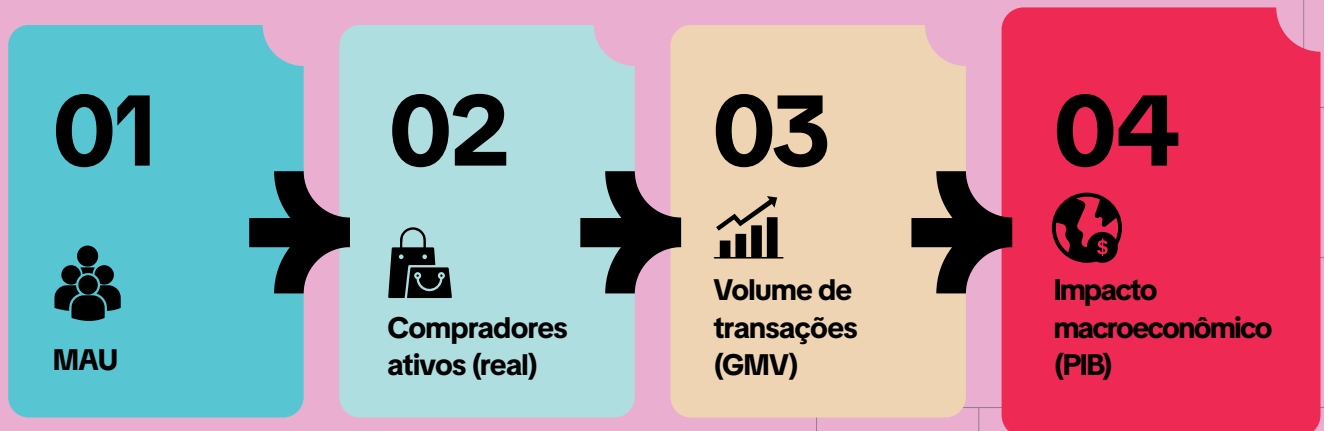 01
MAU
02
Compradores
ativos (real)
03
Volume de
transações
(GMV)
04
$
Impacto
macroeconômico
(PIB)